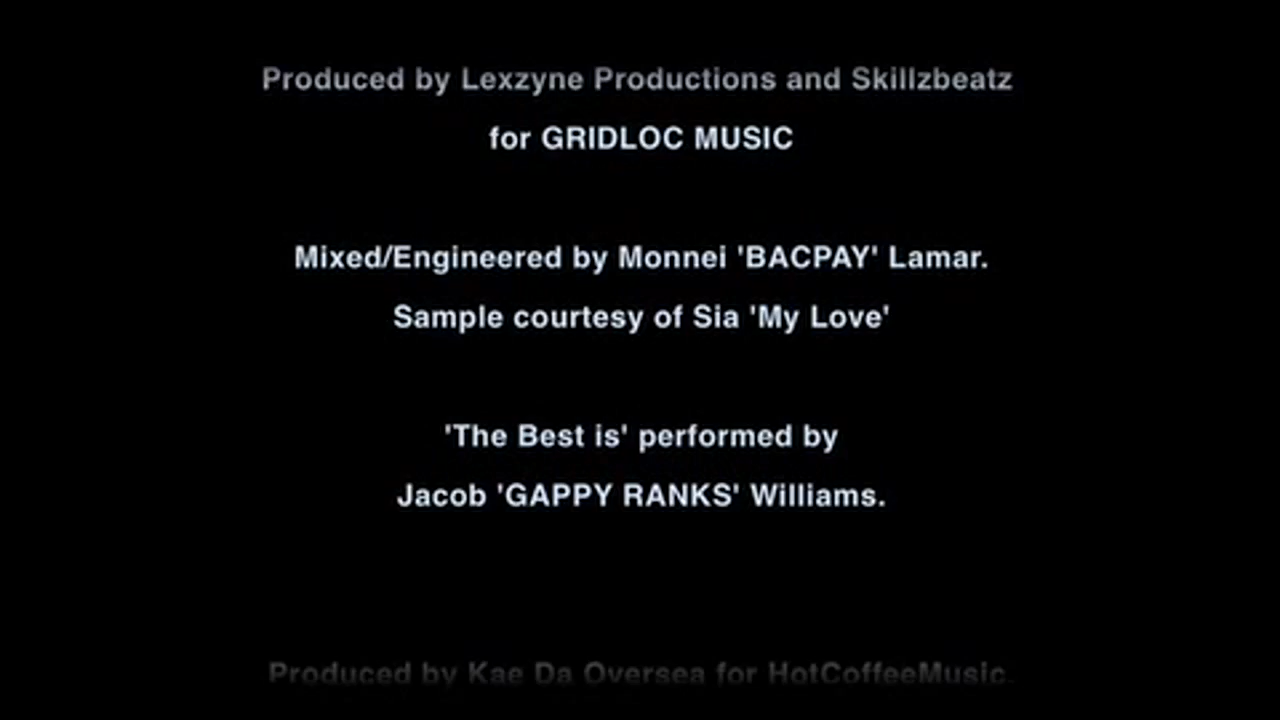 Produced by Lexzyne Productions and Skillzbeatz
for GRIDLOC MUSIC
Mixed/Engineered by Monnei 'BACPAY' Lamar.
Sample courtesy of Sia 'My Love'
'The Best is' performed by
Jacob 'GAPPY RANKS' Williams.
Produced by Kae Da Oversea for HotCoffeeMusic.